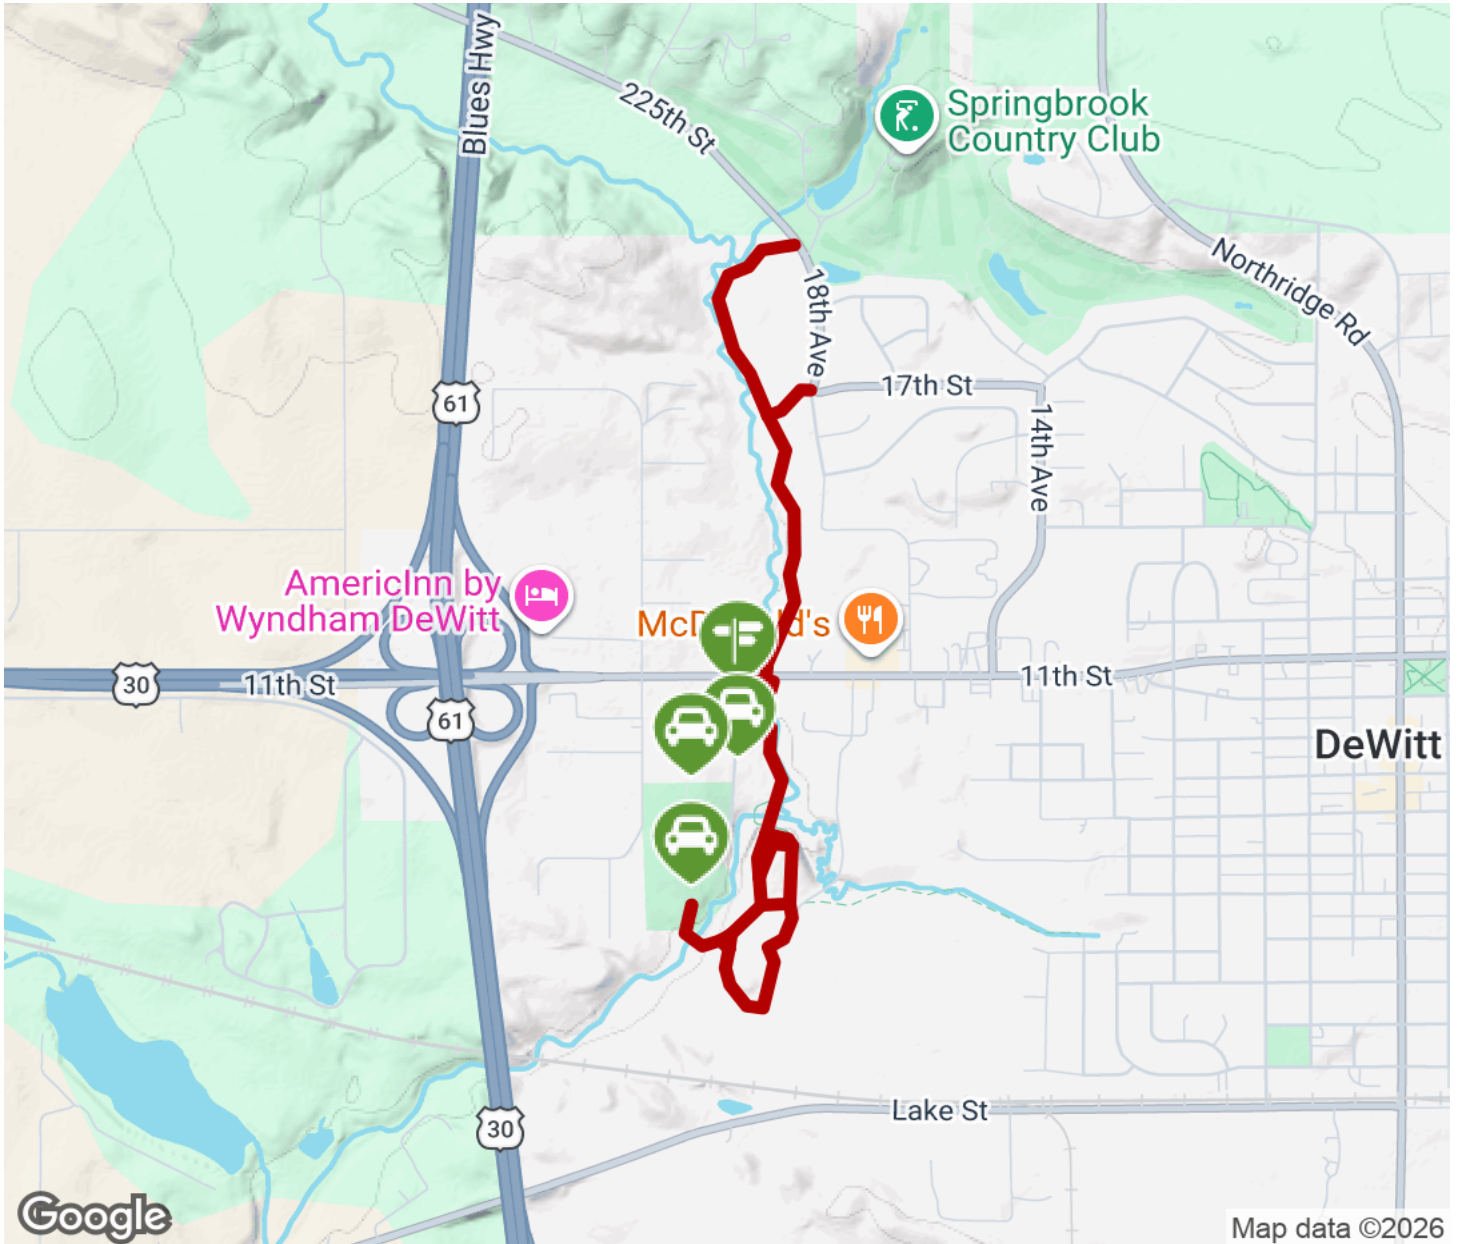 Blues Hwy
225th St
Springbrook
Country Club
Northridge Rd
18th Ave
17th St
61
14th Ave
AmericInn by
Wyndham DeWitt
McD ld's
30
11th St
11th St
61
DeWitt
Lake St
30
Google
Map data ©2026